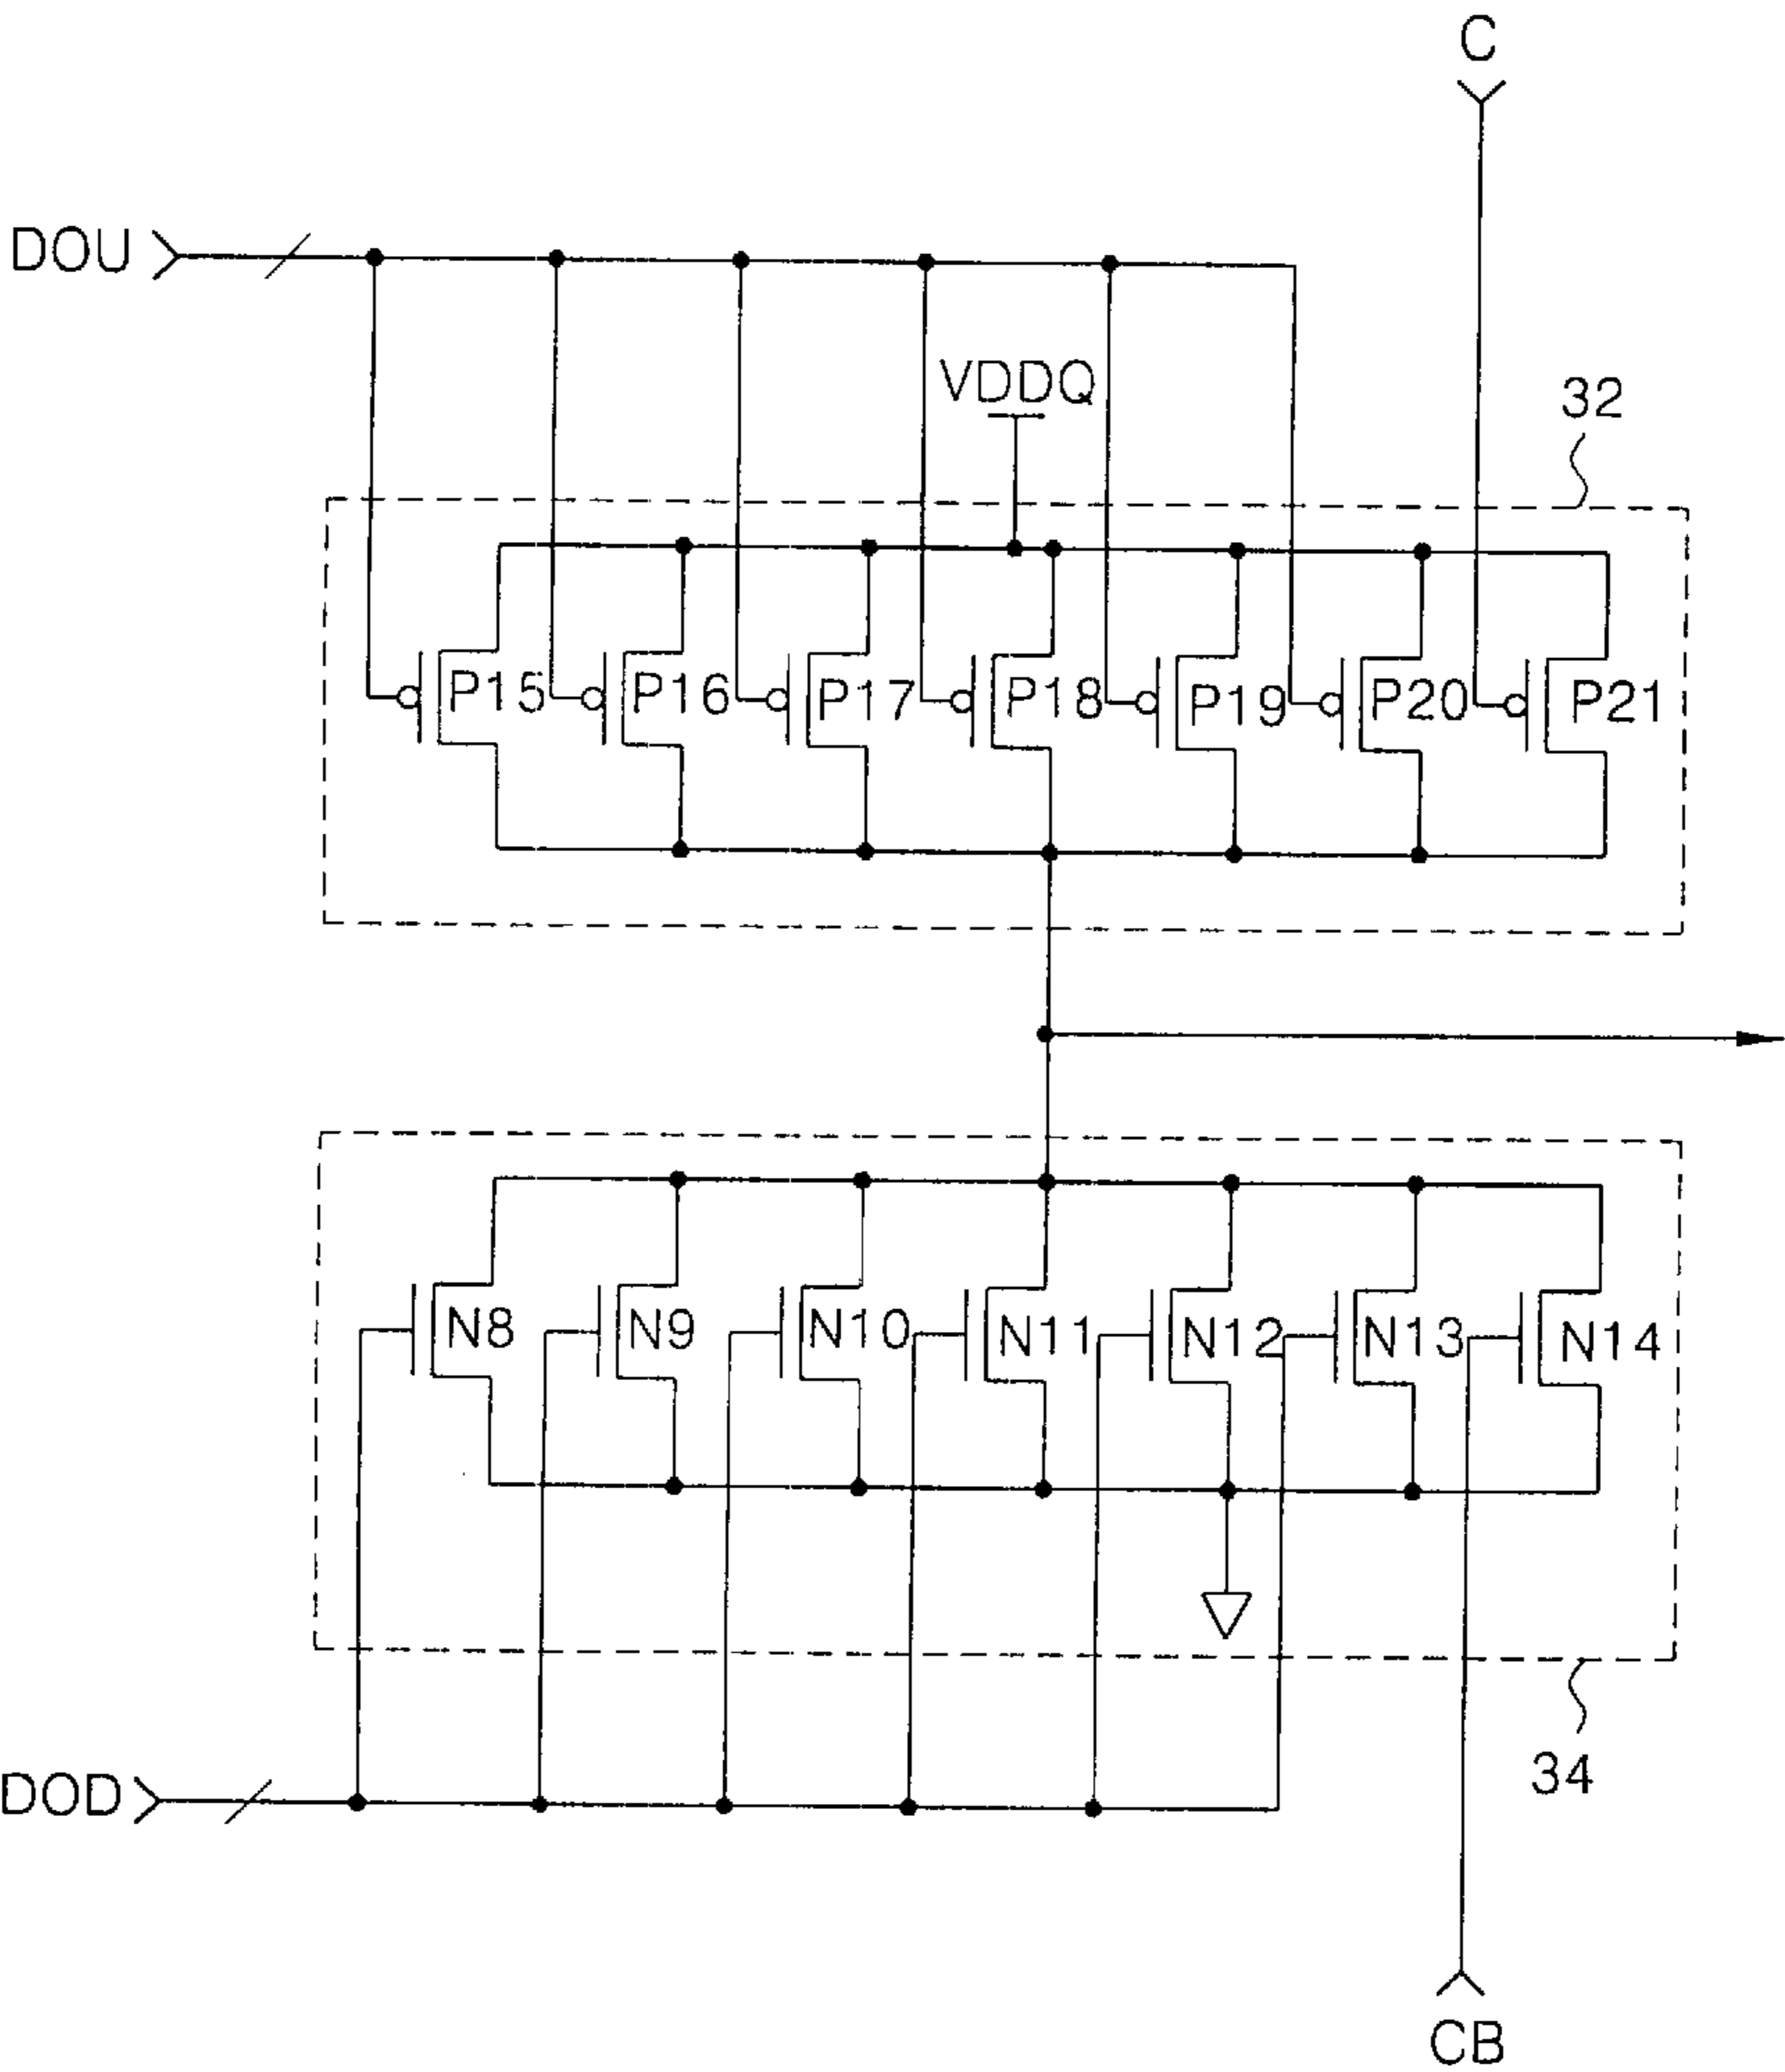 C
DOU
VDDQ
32
P15 P16 P17 P18 P19 P20 P21
N8 N9 N10 N11 N12 N13 N14
34
DOD
CB